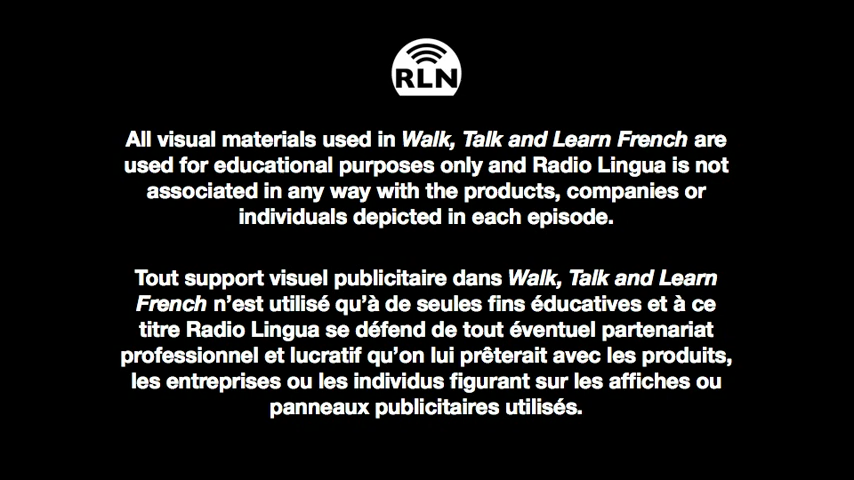 RLN
All visual materials used in Walk, Talk and Learn French are
used for educational purposes only and Radio Lingua is not
associated in any way with the products, companies or
individuals depicted in each episode.
Tout support visuel publicitaire dans Walk, Talk and Learn
French n’est utilisé qu’à de seules fins éducatives et à ce
titre Radio Lingua se défend de tout éventuel partenariat
professionnel et lucratif qu’on lui prêterait avec les produits,
les entreprises ou les individus figurant sur les affiches ou
panneaux publicitaires utilisés.